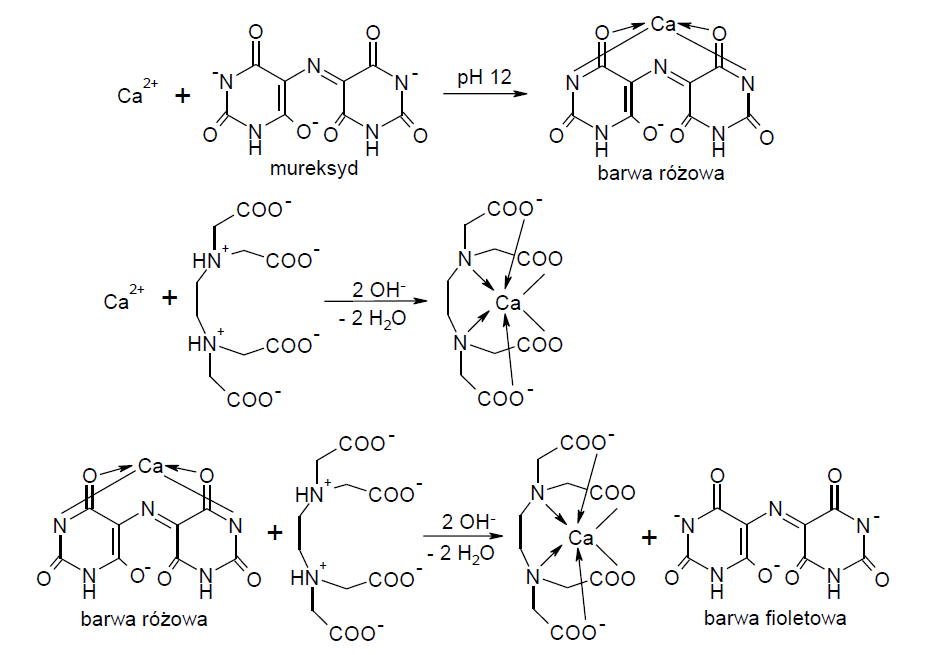 Ca²⁺ + ⁻N O N O N⁻ O N H O⁻ O N H O pH 12 Ca O O N N N O N H O⁻ O N H O
mureksyd barwa różowa
COO⁻ COO⁻
HN⁺ COO⁻ N COO
Ca²⁺ + 2 OH⁻ Ca
- 2 H₂O
HN⁺ COO⁻ N COO
COO⁻ COO⁻
COO⁻ COO⁻
Ca O O HN⁺ COO⁻ N COO O O
N N N + 2 OH⁻ Ca + ⁻N N N⁻
- 2 H₂O
O N H O⁻ O N H O HN⁺ COO⁻ N COO O N H O⁻ O N H O
barwa różowa COO⁻ COO⁻ barwa fioletowa